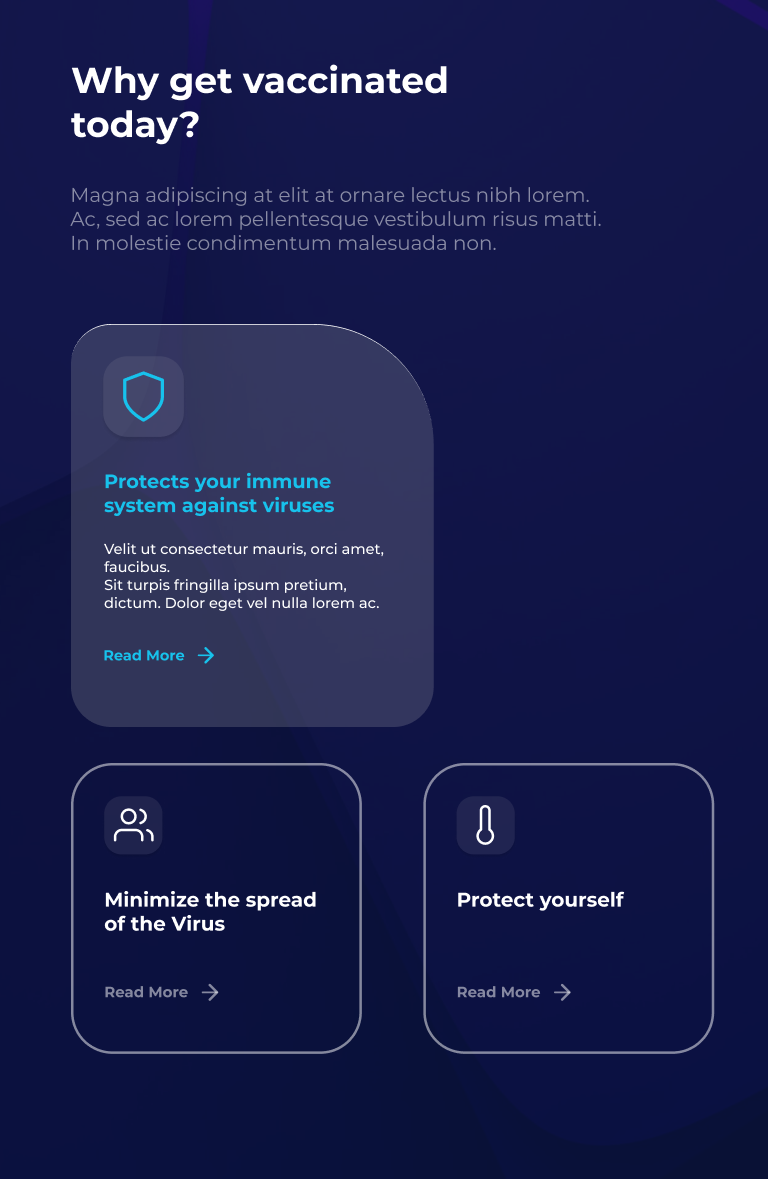 Why get vaccinated
today?
Magna adipiscing at elit at ornare lectus nibh lorem.
Ac, sed ac lorem pellentesque vestibulum risus matti.
In molestie condimentum malesuada non.
Protects your immune
system against viruses
Velit ut consectetur mauris, orci amet,
faucibus.
Sit turpis fringilla ipsum pretium,
dictum. Dolor eget vel nulla lorem ac.
Read More
Minimize the spread
of the Virus
Read More
Protect yourself
Read More